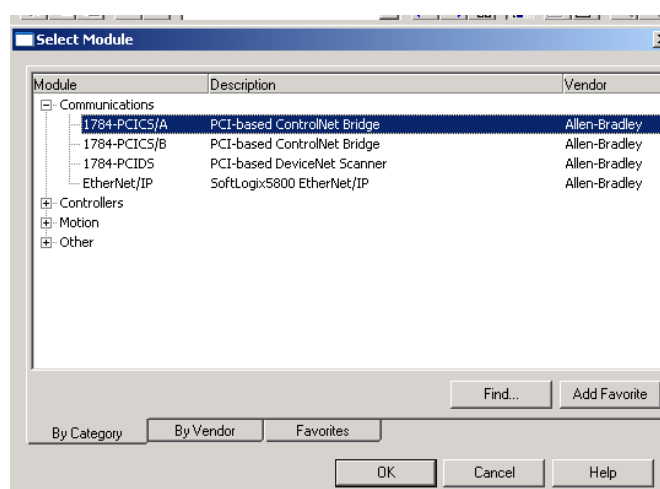 Select Module
Module Description Vendor
Communications
1784-PCICS/A PCI-based ControlNet Bridge Allen-Bradley
1784-PCICS/B PCI-based ControlNet Bridge Allen-Bradley
1784-PCIDS PCI-based DeviceNet Scanner Allen-Bradley
EtherNet/IP SoftLogix5800 EtherNet/IP Allen-Bradley
Controllers
Motion
Other
Find... Add Favorite
By Category By Vendor Favorites
OK Cancel Help